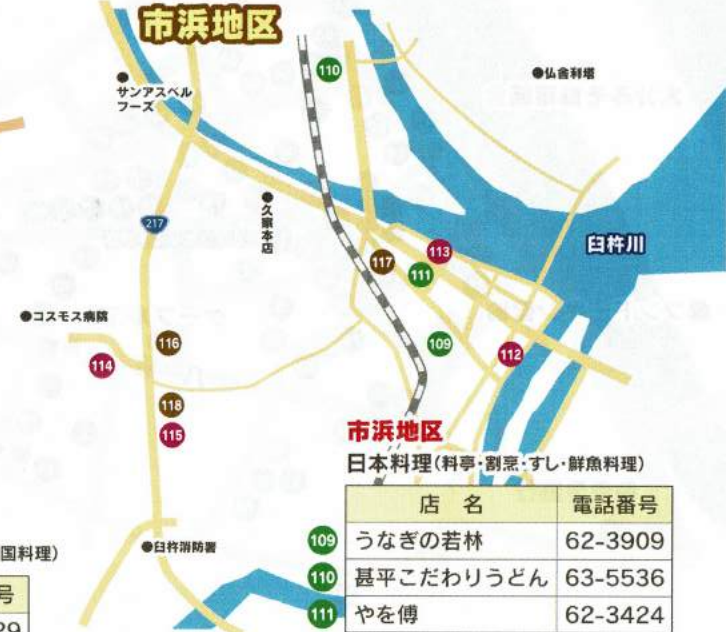 市浜地区
110
●仏舎利塔
●
サンアスベル
フーズ
●久家本店
217
臼杵川
113
117
111
●コスモス病院
116
109
114
112
118
115
市浜地区
日本料理(料亭・割烹・すし・鮮魚料理)
店 名 電話番号
109 うなぎの若林 62-3909
110 甚平こだわりうどん 63-5536
111 やを傅 62-3424
●臼杵消防署
国料理)
号
29